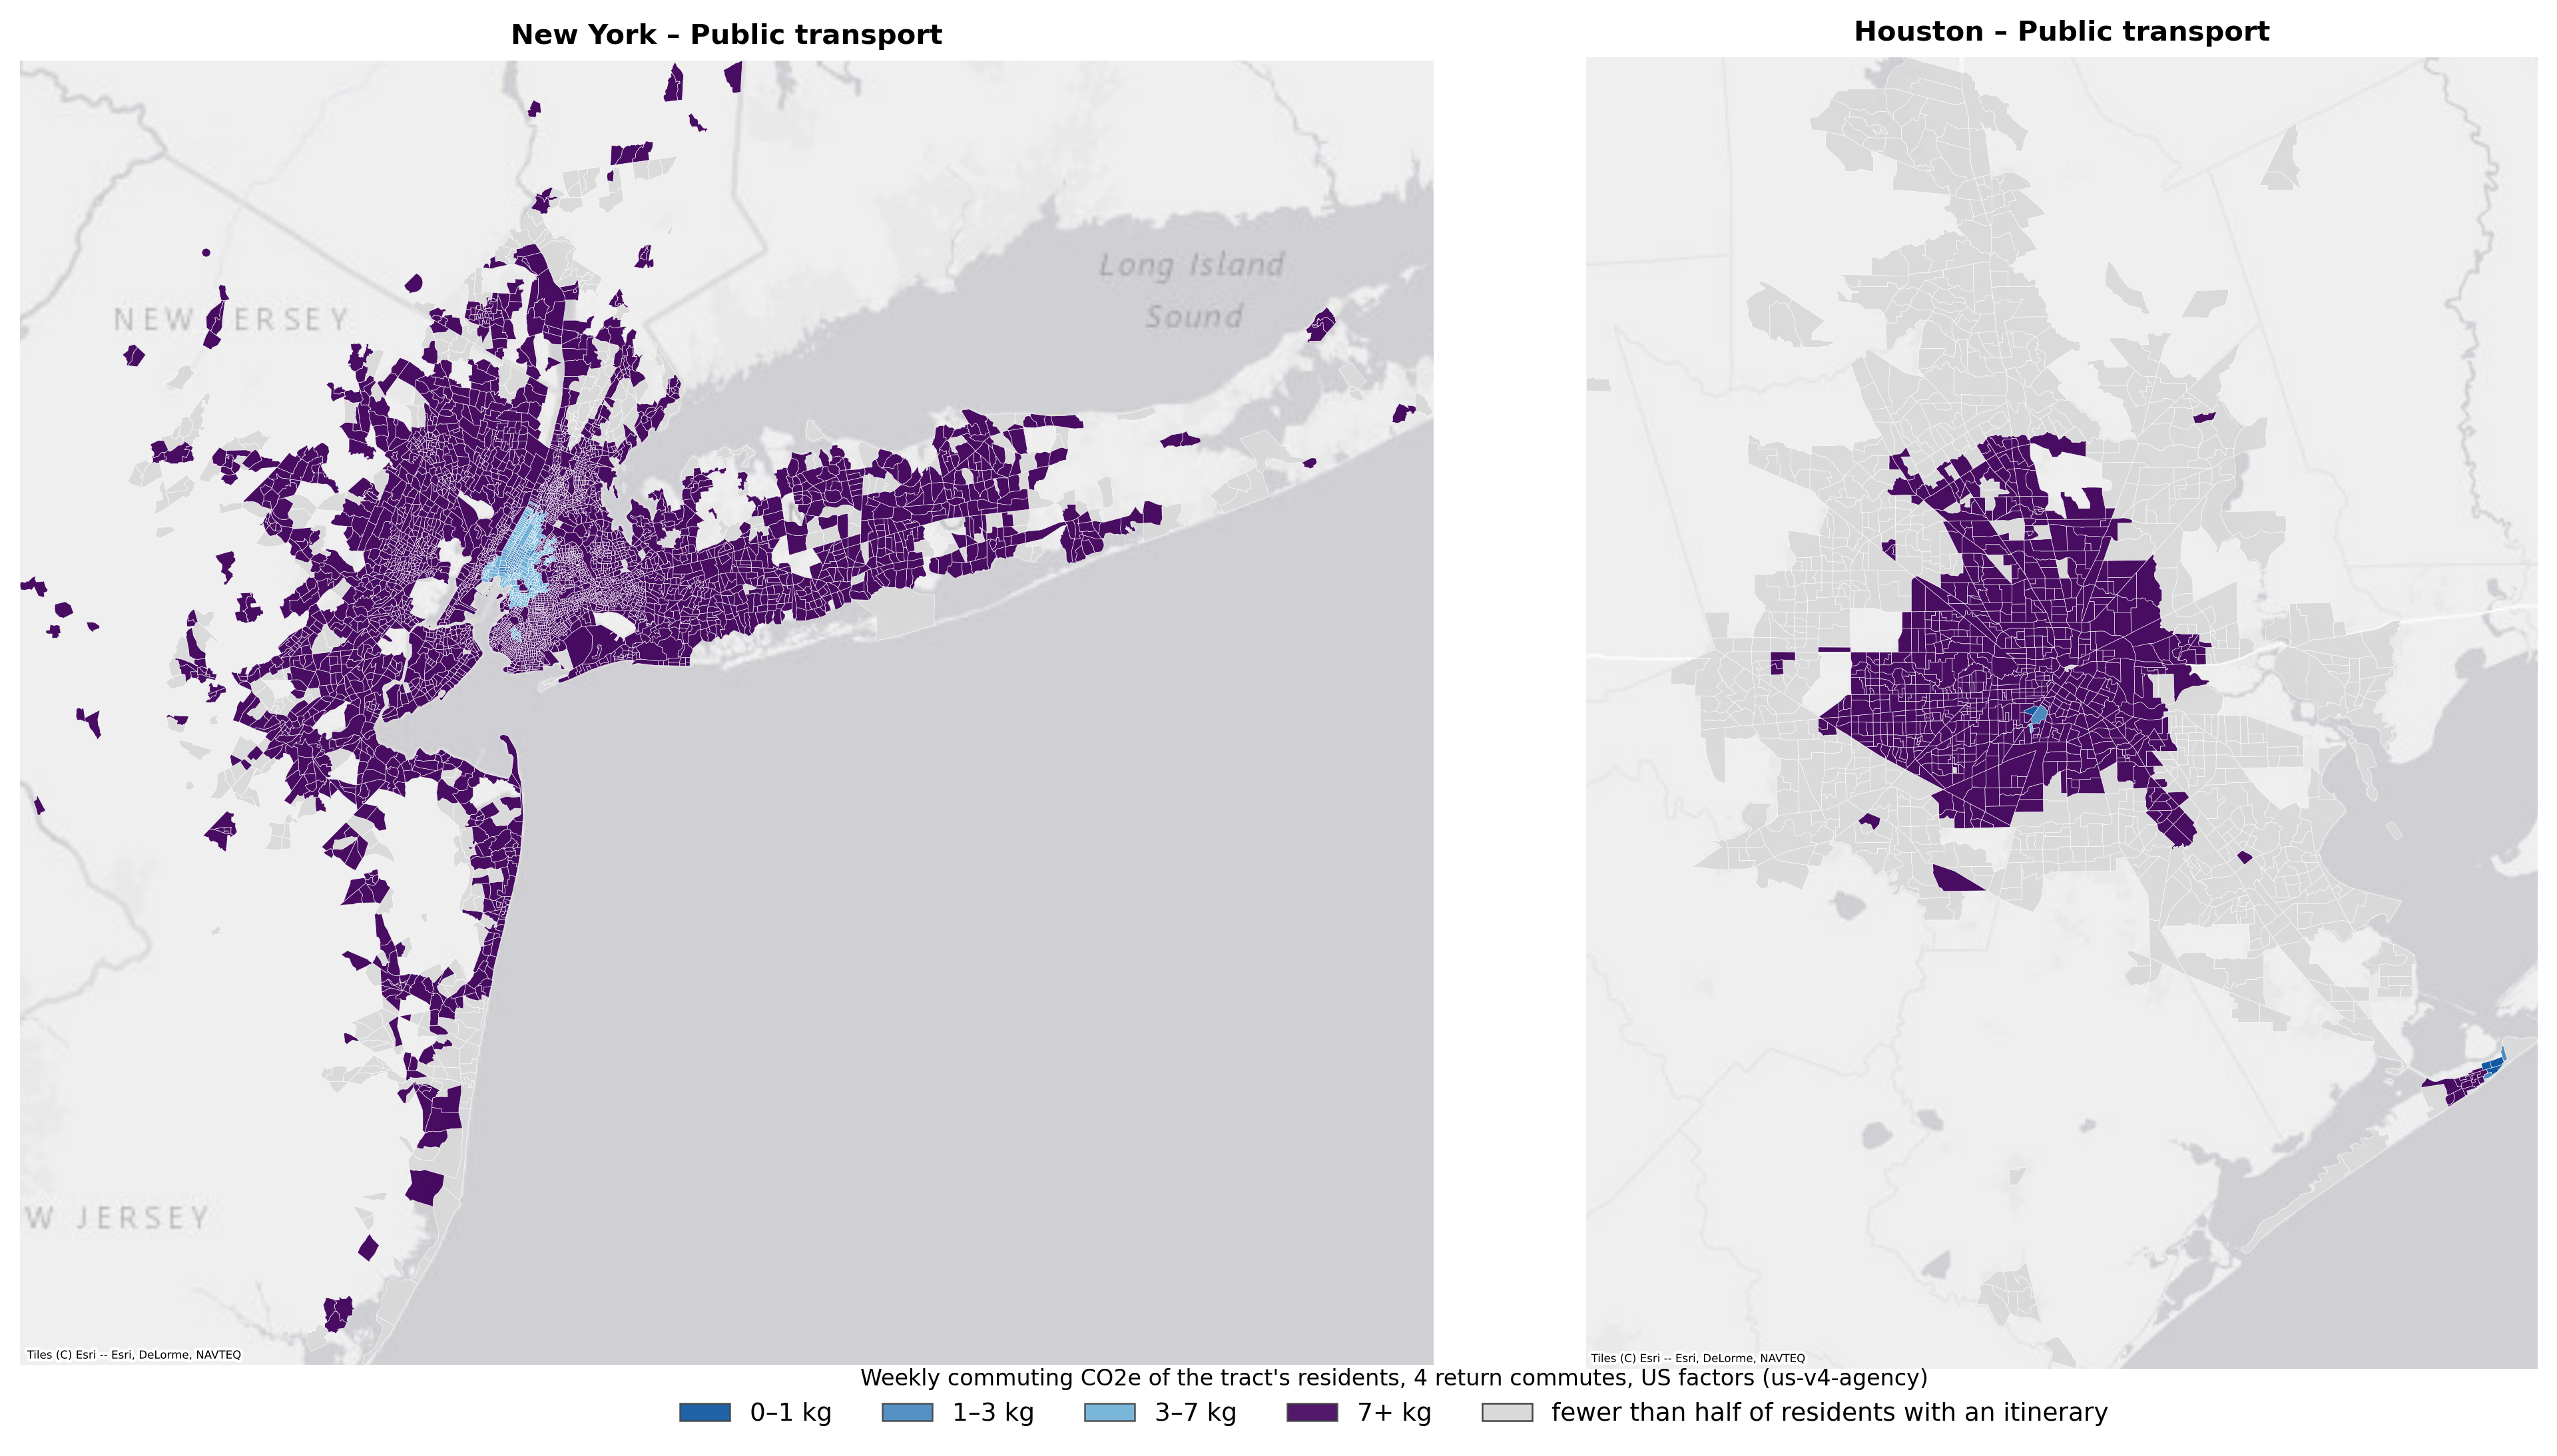 New York – Public transport
Houston – Public transport
Long Island
Sound
NEW ERSEY
W JERSEY
Tiles (C) Esri -- Esri, DeLorme, NAVTEQ
Tiles (C) Esri -- Esri, DeLorme, NAVTEQ
Weekly commuting CO2e of the tract's residents, 4 return commutes, US factors (us-v4-agency)
0–1 kg
1–3 kg
3–7 kg
7+ kg
fewer than half of residents with an itinerary